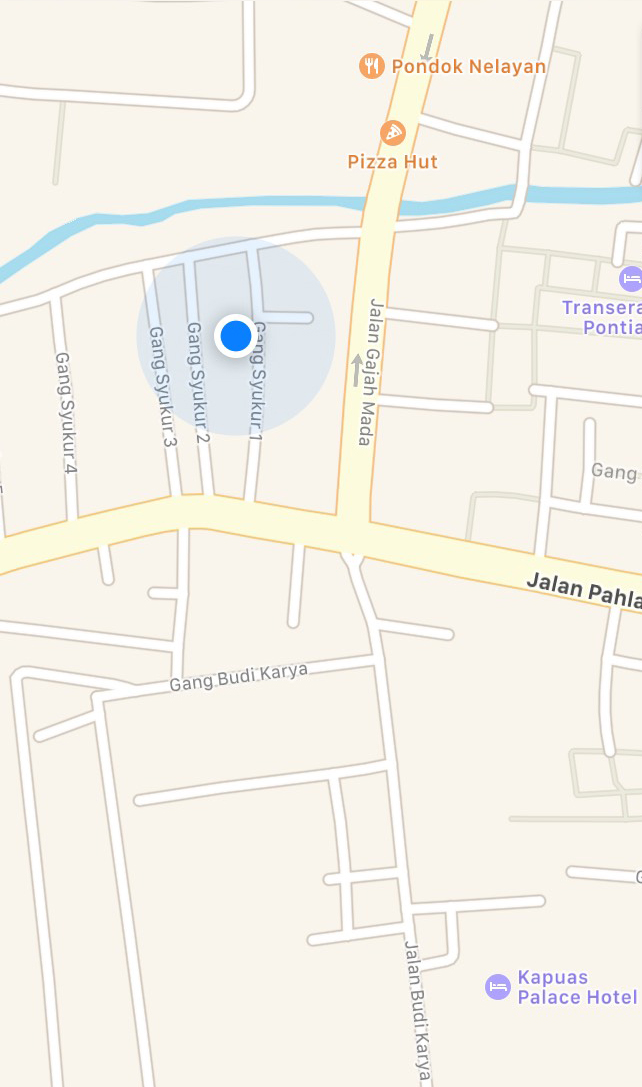 Pondok Nelayan
Pizza Hut
Transera
Pontia
Jalan Gajah Mada
Gang Syukur 1
Gang Syukur 2
Gang Syukur 3
Gang Syukur 4
Gang
Jalan Pahla
Gang Budi Karya
G
Jalan Budi Karya
Kapuas
Palace Hotel